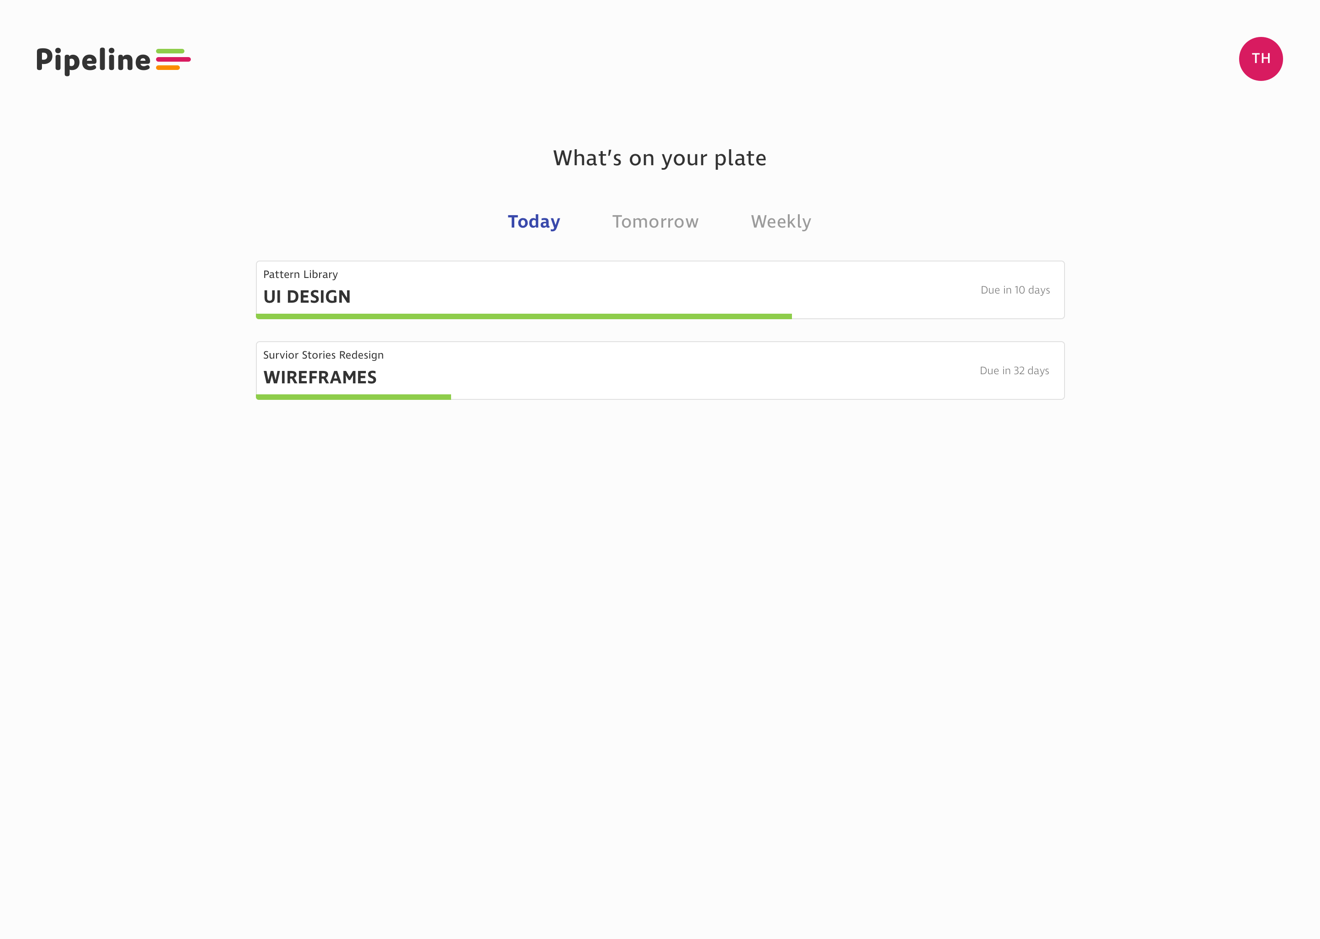 Pipeline
TH
What's on your plate
Today Tomorrow Weekly
Pattern Library
UI DESIGN
Due in 10 days
Survior Stories Redesign
WIREFRAMES
Due in 32 days